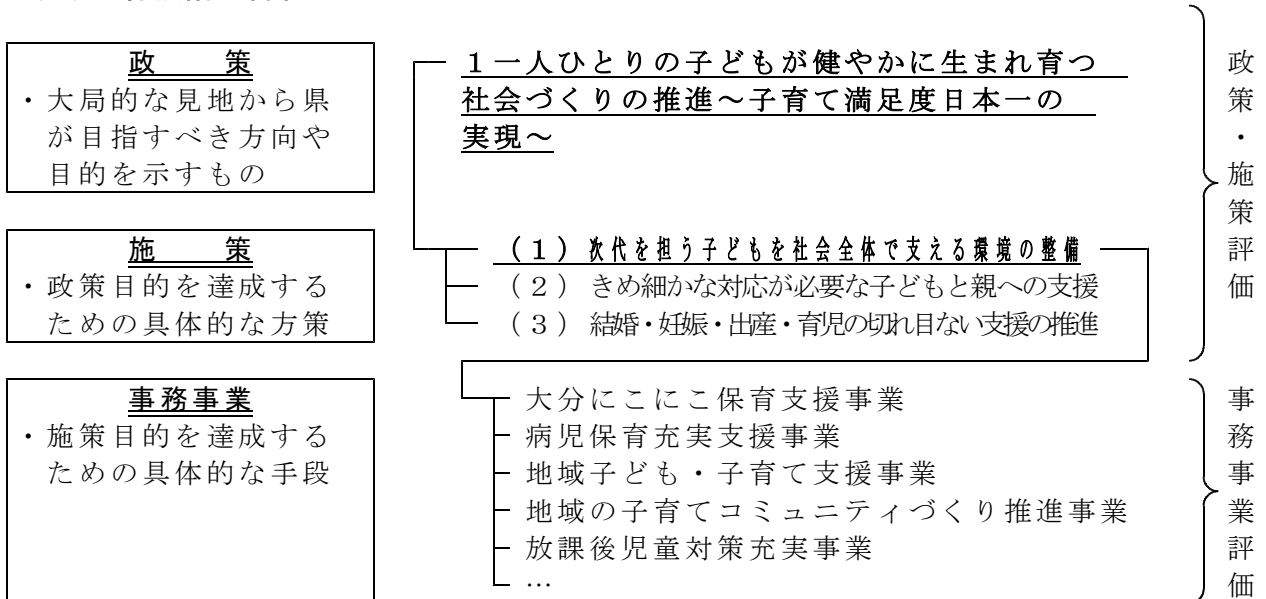 政　　策
・大局的な見地から県
が目指すべき方向や
目的を示すもの
１一人ひとりの子どもが健やかに生まれ育つ
社会づくりの推進～子育て満足度日本一の
実現～
施　　策
・政策目的を達成する
ための具体的な方策
（１）次代を担う子どもを社会全体で支える環境の整備
（２）きめ細かな対応が必要な子どもと親への支援
（３）結婚・妊娠・出産・育児の切れ目ない支援の推進
政策・施策評価
事務事業
・施策目的を達成する
ための具体的な手段
大分にこにこ保育支援事業
病児保育充実支援事業
地域子ども・子育て支援事業
地域の子育てコミュニティづくり推進事業
放課後児童対策充実事業
…
事務事業評価